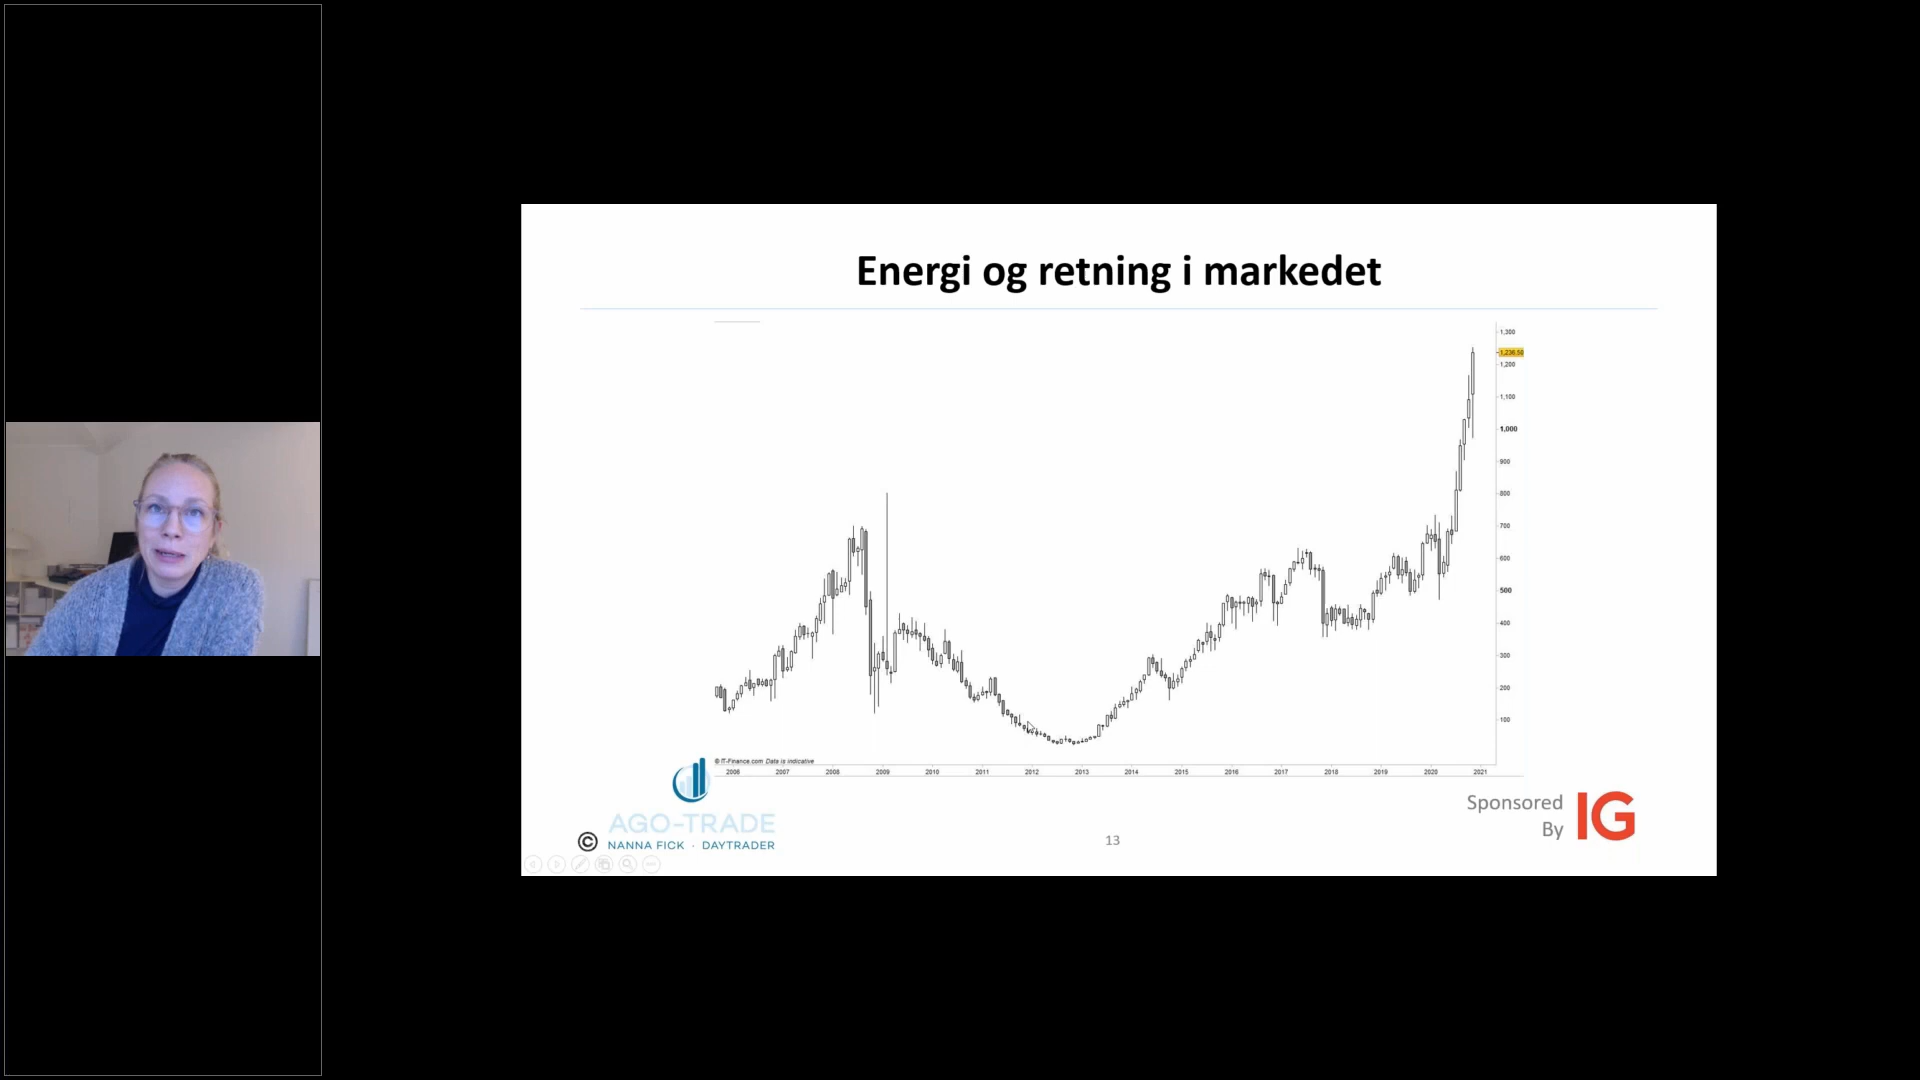 Energi og retning i markedet
1,300
1,236.50
1,200
1,100
1,000
900
800
700
600
500
400
300
200
100
© IT-Finance.com Data is indicative
2006 2007 2008 2009 2010 2011 2012 2013 2014 2015 2016 2017 2018 2019 2020 2021
AGO-TRADE
© NANNA FICK · DAYTRADER
13
Sponsored
By
IG